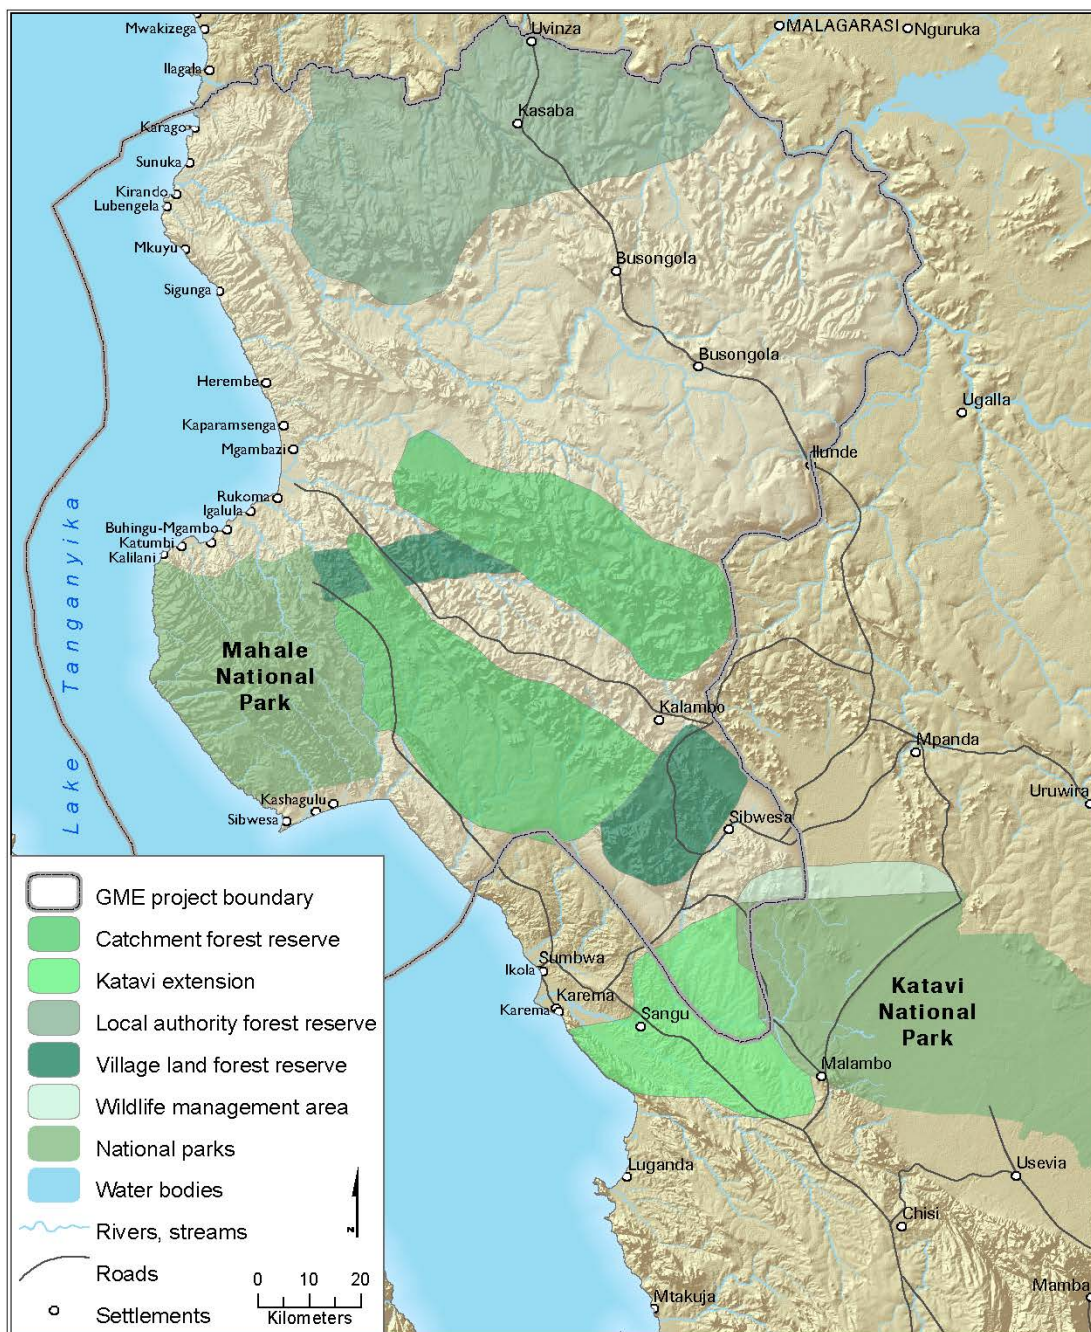 Mwakizega
Uvinza
MALAGARASI
Nguruka
Ilagala
Kasaba
Karago
Sunuka
Kirando
Lubengela
Mkuyu
Busongola
Sigunga
Busongola
Herembe
Ugalla
Kaparamsenga
Mgambazi
Ilunde
Rukoma
Igalula
Buhingu-Mgambo
Katumbi
Kalilani
Lake Tanganyika
Mahale
National
Park
Kalambo
Mpanda
Uruwira
Kashagulu
Sibwesa
Sibwesa
Sumbwa
Ikola
Karema
Karema
Sangu
Katavi
National
Park
Malambo
Luganda
Usevia
Chisi
Mtakuja
Mamba
GME project boundary
Catchment forest reserve
Katavi extension
Local authority forest reserve
Village land forest reserve
Wildlife management area
National parks
Water bodies
Rivers, streams
Roads
Settlements
N
0 10 20
Kilometers